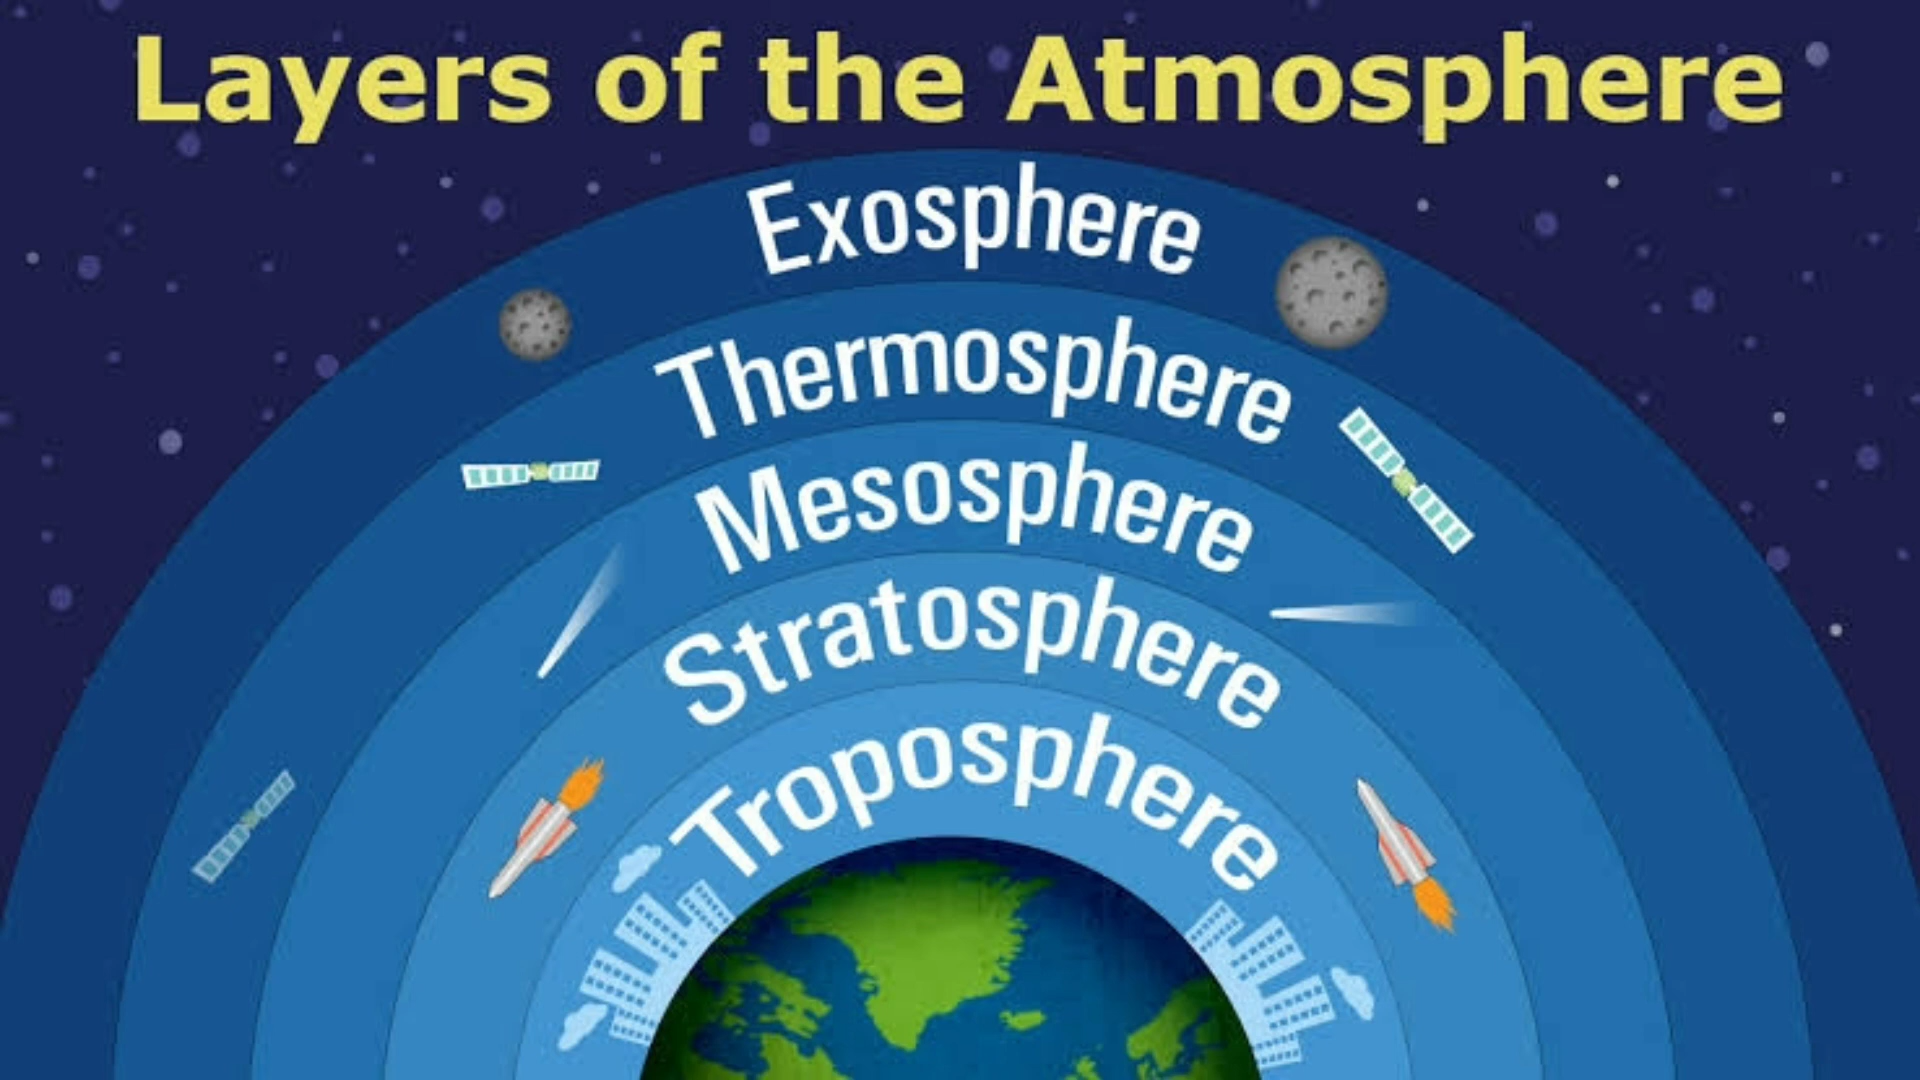 Layers of the Atmosphere
Exosphere
Thermosphere
Mesosphere
Stratosphere
Troposphere